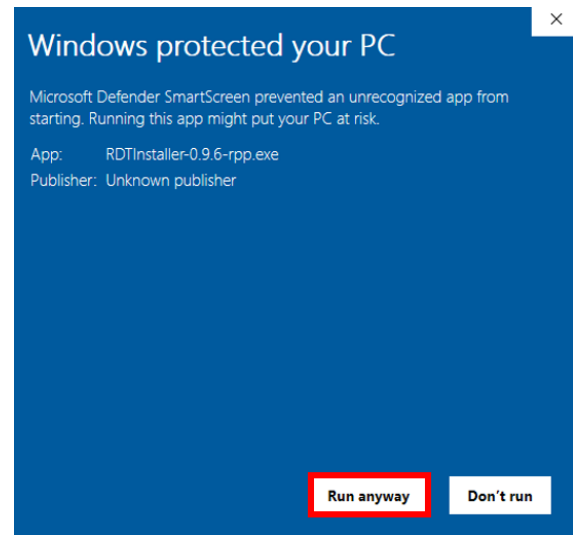 Windows protected your PC
Microsoft Defender SmartScreen prevented an unrecognized app from
starting. Running this app might put your PC at risk.
App: RDTInstaller-0.9.6-rpp.exe
Publisher: Unknown publisher
Run anyway Don't run